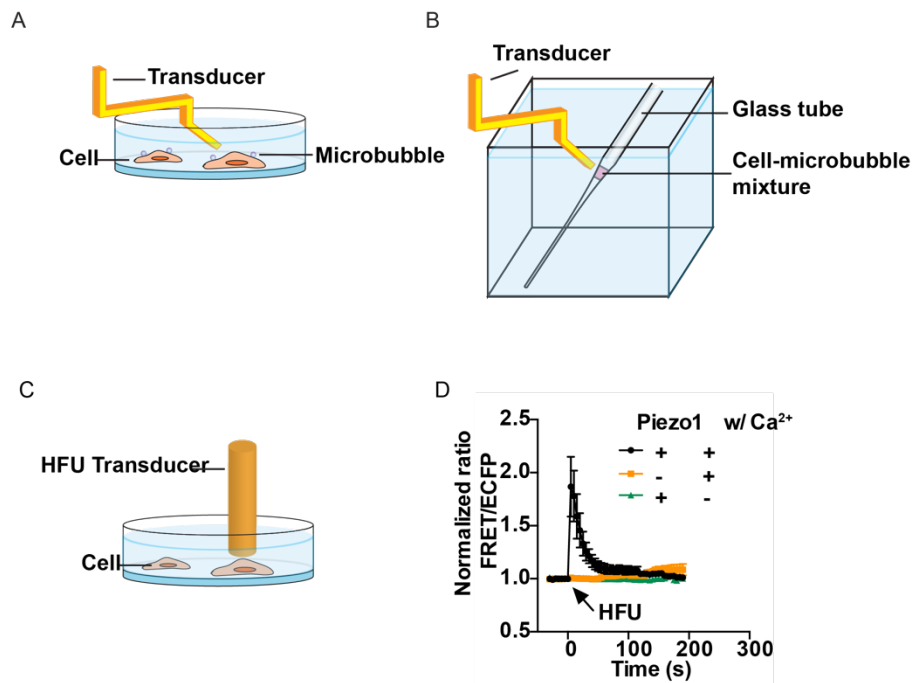 A
Transducer
Cell
Microbubble
B
Transducer
Glass tube
Cell-microbubble
mixture
C
HFU Transducer
Cell
D
Normalized ratio
FRET/ECFP
2.5
2.0
1.5
1.0
0.5
Piezo1 w/ Ca²⁺
+ +
- +
+ -
HFU
0 100 200 300
Time (s)